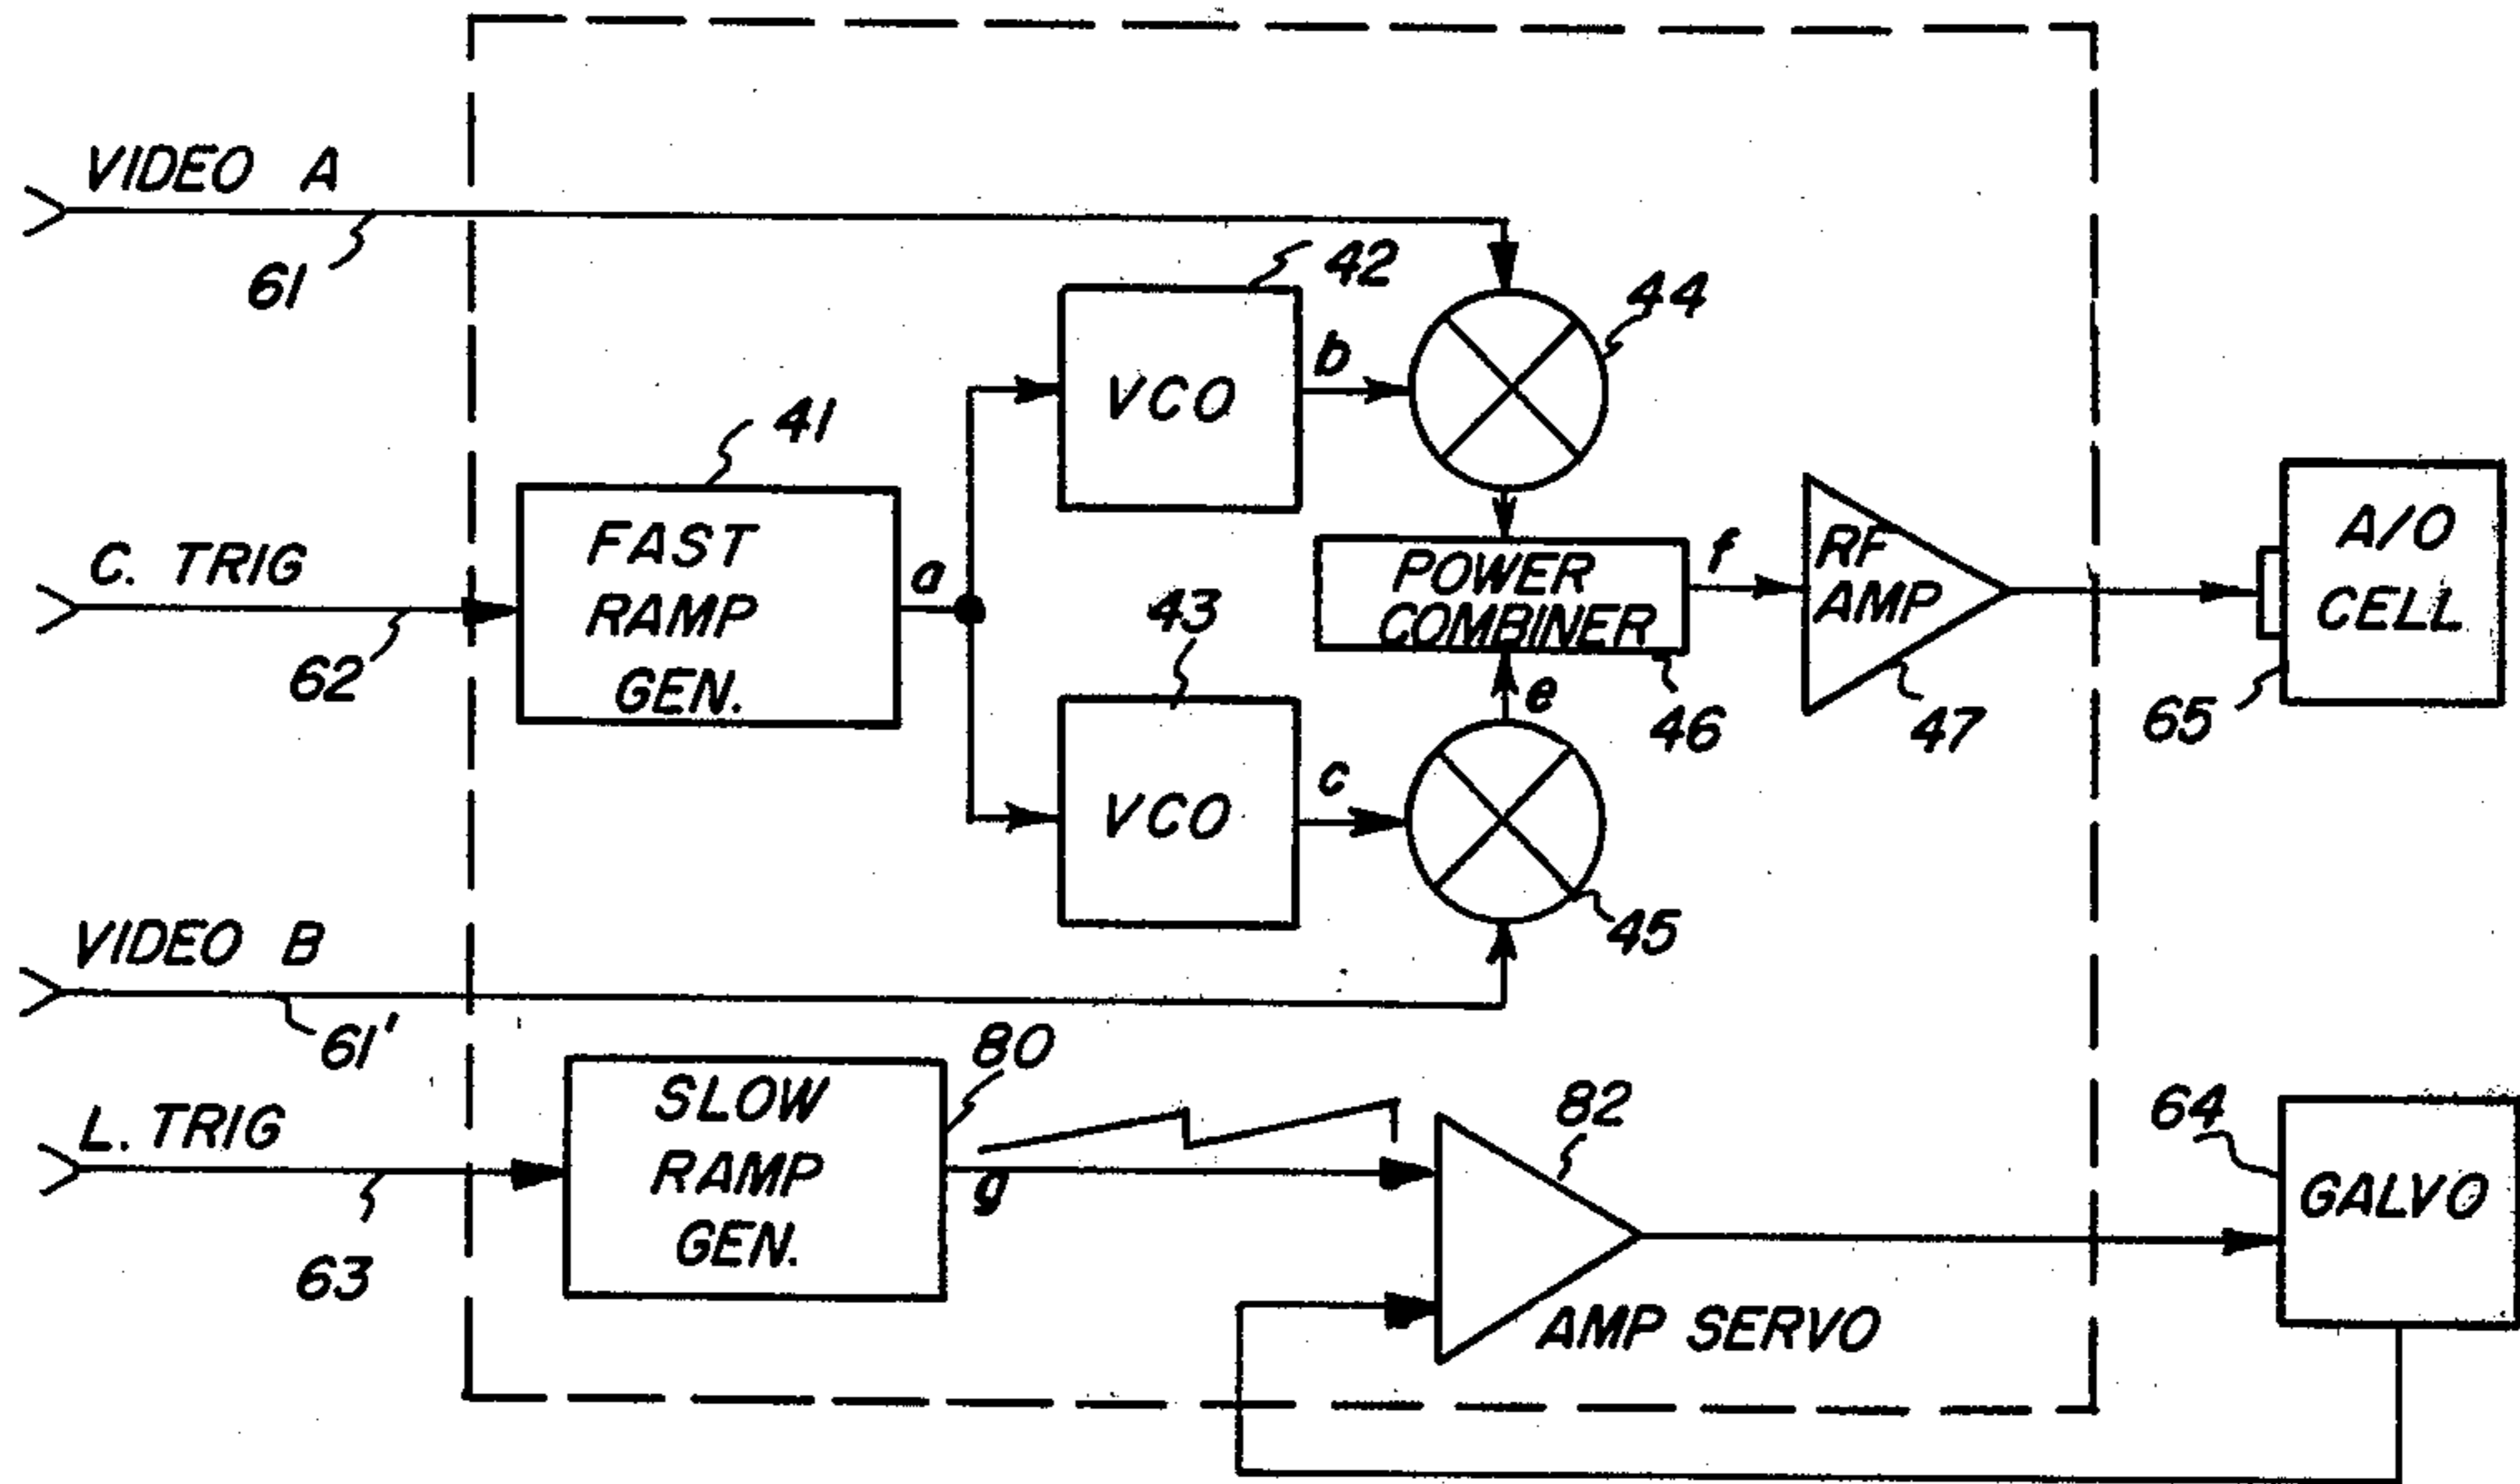 VIDEO A
61
42
44
b
VCO
41
C. TRIG
62
FAST
RAMP
GEN.
a
43
POWER
COMBINER
46
f
RF
AMP
47
A/O
CELL
65
e
c
VCO
45
VIDEO B
61'
80
L. TRIG
63
SLOW
RAMP
GEN.
g
82
AMP SERVO
64
GALVO